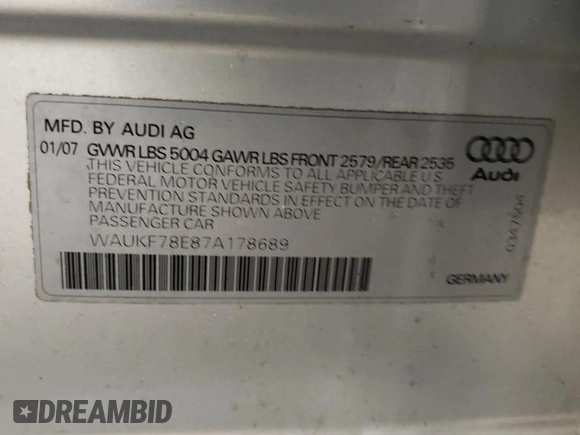 MFD. BY AUDI AG
01/07 GVWR LBS 5004 GAWR LBS FRONT 2579/REAR 2535
THIS VEHICLE CONFORMS TO ALL APPLICABLE U.S.
FEDERAL MOTOR VEHICLE SAFETY BUMPER AND THEFT
PREVENTION STANDARDS IN EFFECT ON THE DATE OF
MANUFACTURE SHOWN ABOVE
PASSENGER CAR
WAUKF78E87A178689
Audi
0347504
GERMANY
DREAMBID